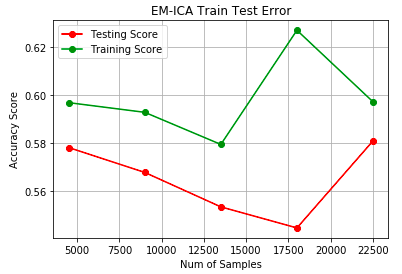 EM-ICA Train Test Error
Testing Score
Training Score
Accuracy Score
0.62
0.60
0.58
0.56
5000 7500 10000 12500 15000 17500 20000 22500
Num of Samples